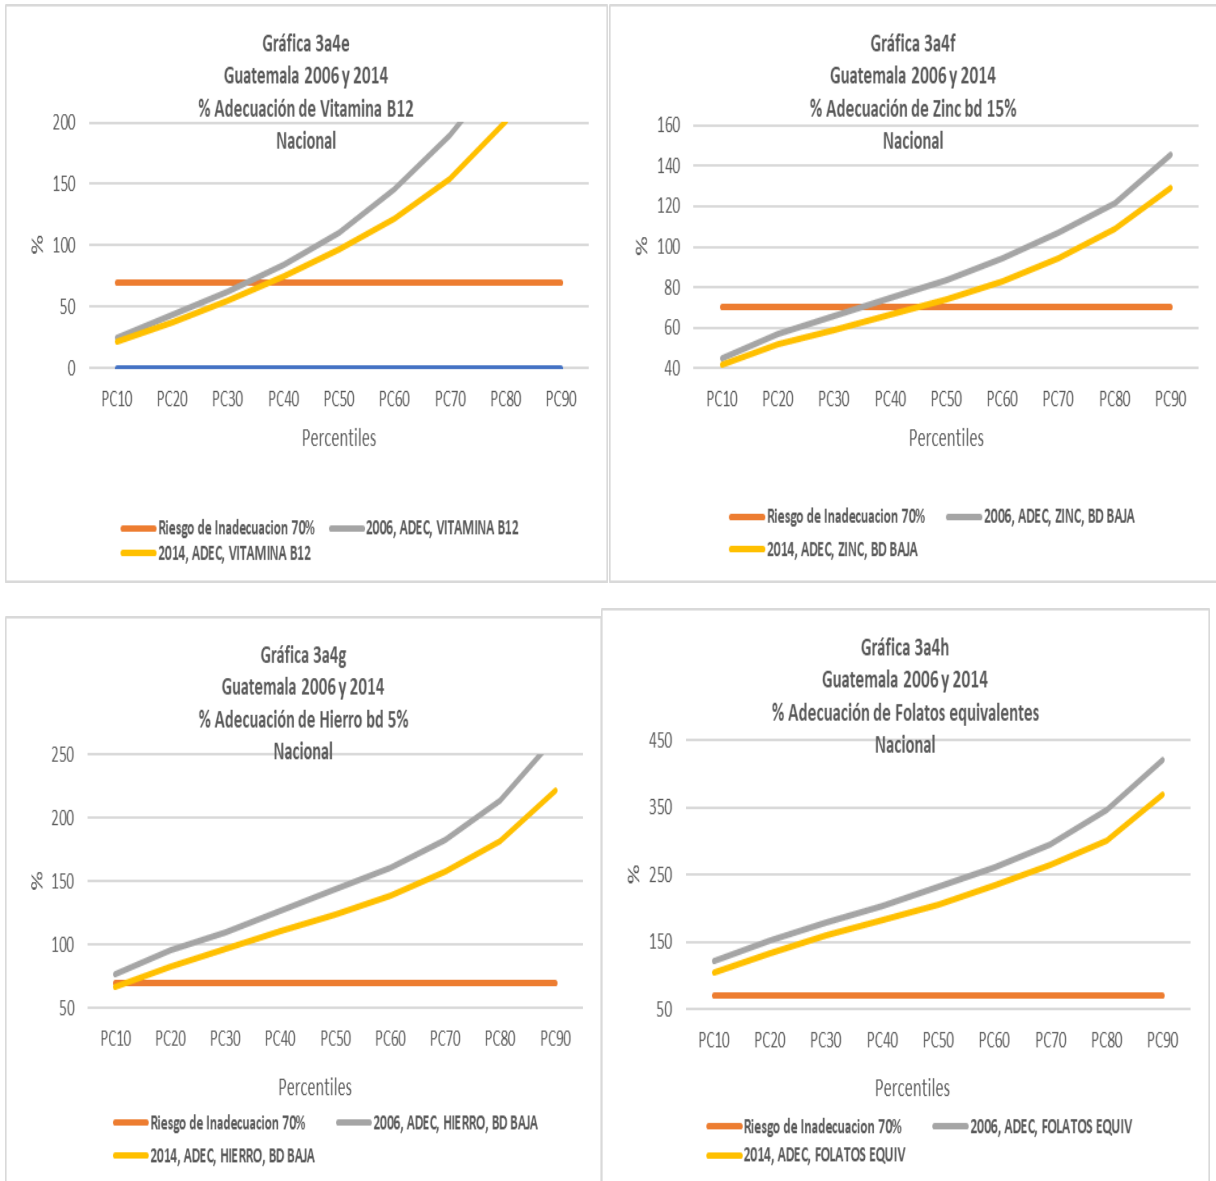 Gráfica 3a4e
Guatemala 2006 y 2014
% Adecuación de Vitamina B12
Nacional
200
150
100
50
0
%
PC10 PC20 PC30 PC40 PC50 PC60 PC70 PC80 PC90
Percentiles
Riesgo de Inadecuacion 70% 2006, ADEC, VITAMINA B12
2014, ADEC, VITAMINA B12
Gráfica 3a4f
Guatemala 2006 y 2014
% Adecuación de Zinc bd 15%
Nacional
160
140
120
100
80
60
40
%
PC10 PC20 PC30 PC40 PC50 PC60 PC70 PC80 PC90
Percentiles
Riesgo de Inadecuacion 70% 2006, ADEC, ZINC, BD BAJA
2014, ADEC, ZINC, BD BAJA
Gráfica 3a4g
Guatemala 2006 y 2014
% Adecuación de Hierro bd 5%
Nacional
250
200
150
100
50
%
PC10 PC20 PC30 PC40 PC50 PC60 PC70 PC80 PC90
Percentiles
Riesgo de Inadecuacion 70% 2006, ADEC, HIERRO, BD BAJA
2014, ADEC, HIERRO, BD BAJA
Gráfica 3a4h
Guatemala 2006 y 2014
% Adecuación de Folatos equivalentes
Nacional
450
350
250
150
50
%
PC10 PC20 PC30 PC40 PC50 PC60 PC70 PC80 PC90
Percentiles
Riesgo de Inadecuacion 70% 2006, ADEC, FOLATOS EQUIV
2014, ADEC, FOLATOS EQUIV